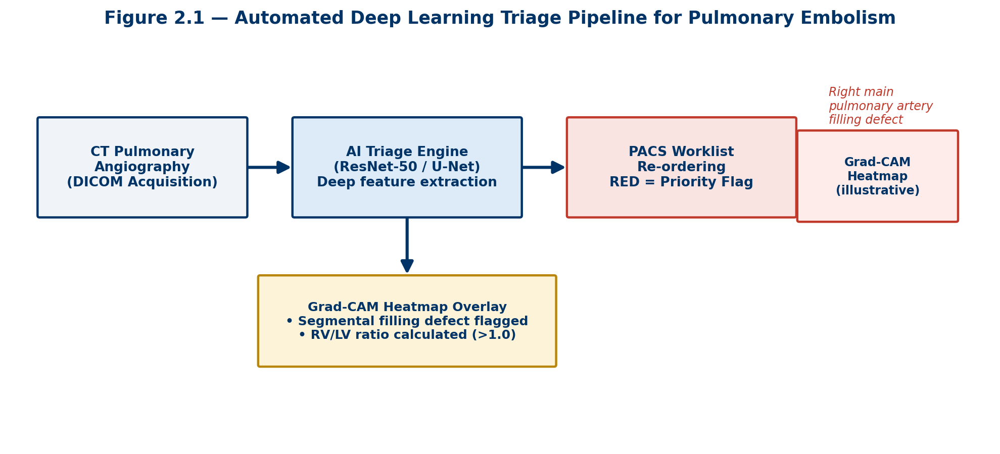 Figure 2.1 — Automated Deep Learning Triage Pipeline for Pulmonary Embolism
CT Pulmonary
Angiography
(DICOM Acquisition)
AI Triage Engine
(ResNet-50 / U-Net)
Deep feature extraction
PACS Worklist
Re-ordering
RED = Priority Flag
Right main
pulmonary artery
filling defect
Grad-CAM
Heatmap
(illustrative)
Grad-CAM Heatmap Overlay
• Segmental filling defect flagged
• RV/LV ratio calculated (>1.0)